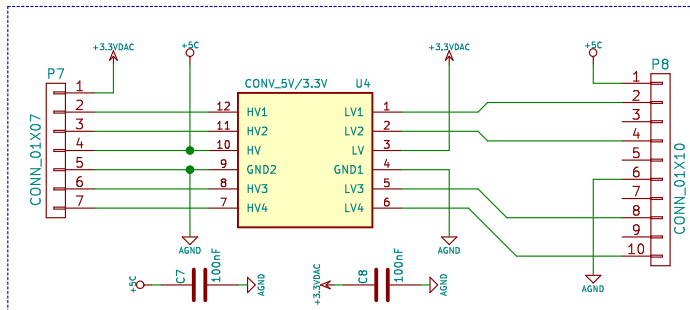 +3.3VDAC
+5C
+3.3VDAC
+5C
P7
CONV_5V/3.3V
U4
P8
CONN_01X07
1
2
3
4
5
6
7
12
11
10
9
8
7
HV1
HV2
HV
GND2
HV3
HV4
LV1
LV2
LV
GND1
LV3
LV4
1
2
3
4
5
6
1
2
3
4
5
6
7
8
9
10
CONN_01X10
AGND
AGND
AGND
+5C
C7
100nF
AGND
+3.3VDAC
C8
100nF
AGND